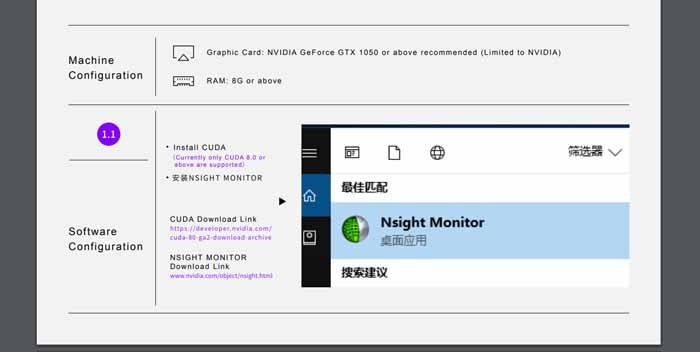 Machine
Configuration
Graphic Card: NVIDIA GeForce GTX 1050 or above recommended (Limited to NVIDIA)
RAM: 8G or above
1.1
Software
Configuration
• Install CUDA
(Currently only CUDA 8.0 or
above are supported)
• 安装NSIGHT MONITOR
CUDA Download Link
https://developer.nvidia.com/
cuda-80-ga2-download-archive
NSIGHT MONITOR
Download Link
www.nvidia.com/object/nsight.html
筛选器
最佳匹配
Nsight Monitor
桌面应用
搜索建议